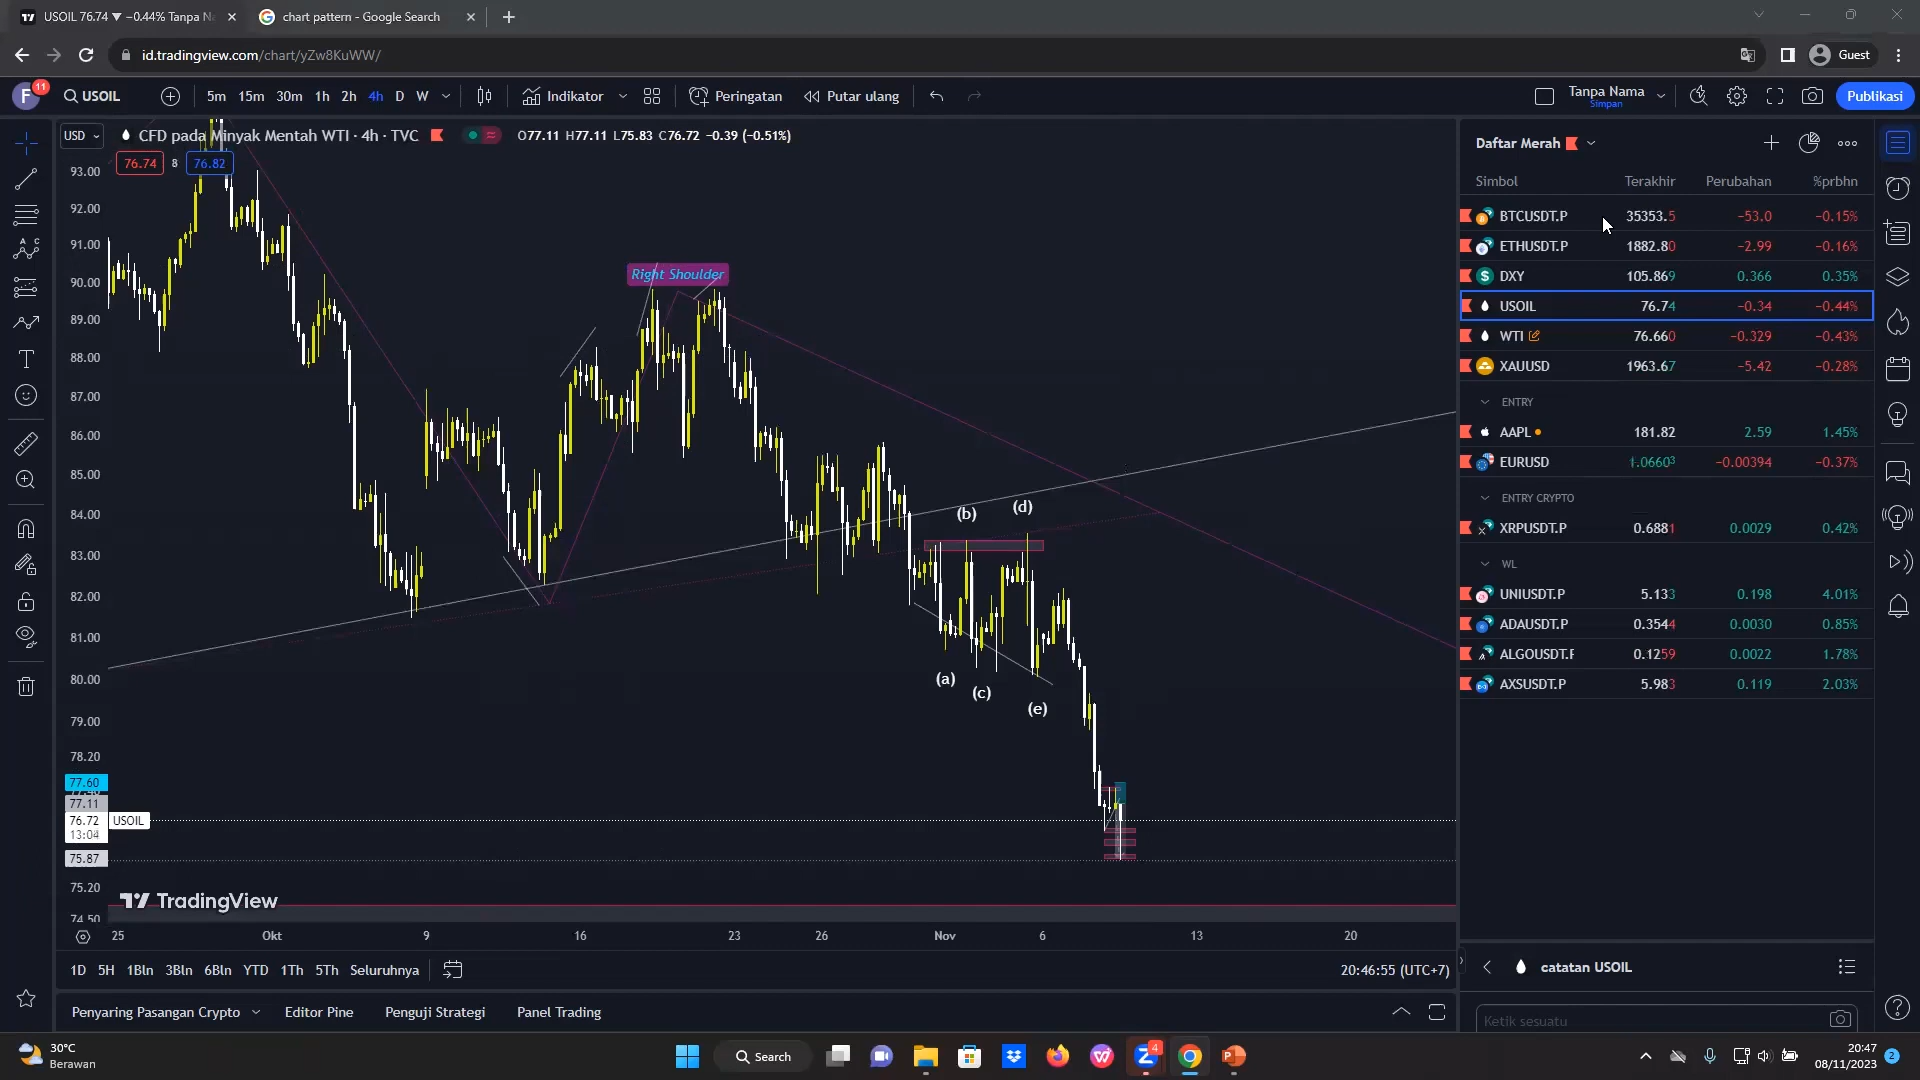 USOIL 76.74 ▼ −0.44% Tanpa Na
chart pattern - Google Search
id.tradingview.com/chart/yZw8KuWW/
Guest
F 11
USOIL
5m 15m 30m 1h 2h 4h D W
Indikator
Peringatan
Putar ulang
Tanpa Nama
Simpan
Publikasi
USD
CFD pada Minyak Mentah WTI · 4h · TVC
O77.11 H77.11 L75.83 C76.72 −0.39 (−0.51%)
76.74 8 76.82
93.00
92.00
91.00
90.00
89.00
88.00
87.00
86.00
85.00
84.00
83.00
82.00
81.00
80.00
79.00
78.20
77.60
77.11
76.72 USOIL
13:04
75.87
75.20
74.50
Right Shoulder
(b)
(d)
(a)
(c)
(e)
TradingView
25 Okt 9 16 23 26 Nov 6 13 20
1D 5H 1Bln 3Bln 6Bln YTD 1Th 5Th Seluruhnya
20:46:55 (UTC+7)
Penyaring Pasangan Crypto
Editor Pine
Penguji Strategi
Panel Trading
Daftar Merah
Simbol Terakhir Perubahan %prbhn
BTCUSDT.P 35353.5 −53.0 −0.15%
ETHUSDT.P 1882.80 −2.99 −0.16%
DXY 105.869 0.366 0.35%
USOIL 76.74 −0.34 −0.44%
WTI 76.660 −0.329 −0.43%
XAUUSD 1963.67 −5.42 −0.28%
ENTRY
AAPL 181.82 2.59 1.45%
EURUSD 1.06603 −0.00394 −0.37%
ENTRY CRYPTO
XRPUSDT.P 0.6881 0.0029 0.42%
WL
UNIUSDT.P 5.133 0.198 4.01%
ADAUSDT.P 0.3544 0.0030 0.85%
ALGOUSDT.F 0.1259 0.0022 1.78%
AXSUSDT.P 5.983 0.119 2.03%
catatan USOIL
Ketik sesuatu
30°C
Berawan
Search
4
20:47
08/11/2023
2